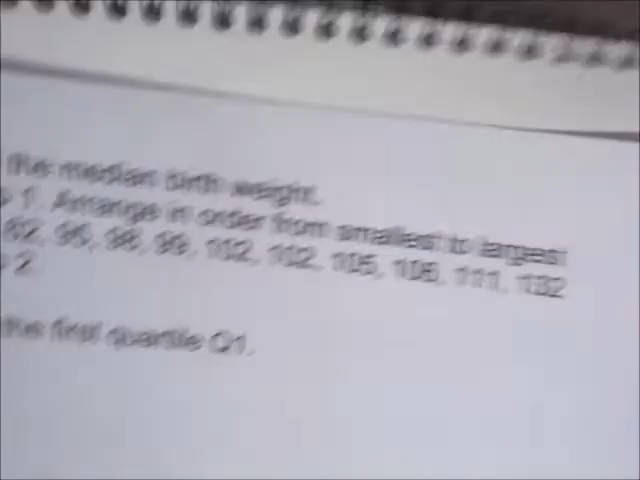 the median birth weight.
1. Arrange in order from smallest to largest
82, 95, 98, 99, 102, 102, 105, 106, 111, 132
2.
the first quartile Q1.